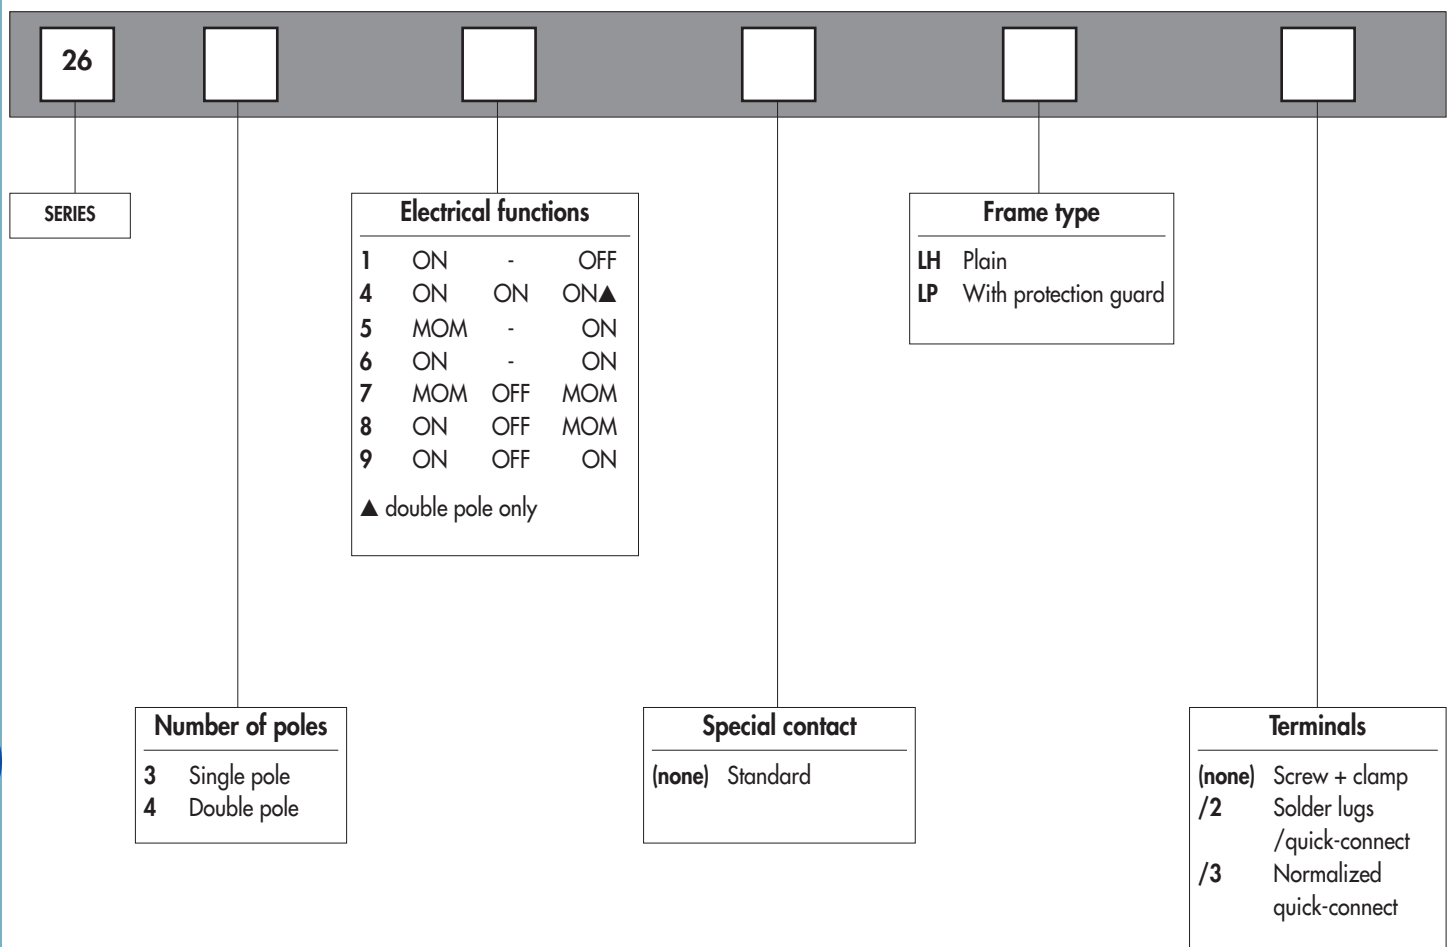 26
SERIES
Electrical functions
1 ON - OFF
4 ON ON ON▲
5 MOM - ON
6 ON - ON
7 MOM OFF MOM
8 ON OFF MOM
9 ON OFF ON
▲ double pole only
Frame type
LH Plain
LP With protection guard
Number of poles
3 Single pole
4 Double pole
Special contact
(none) Standard
Terminals
(none) Screw + clamp
/2 Solder lugs
/quick-connect
/3 Normalized
quick-connect